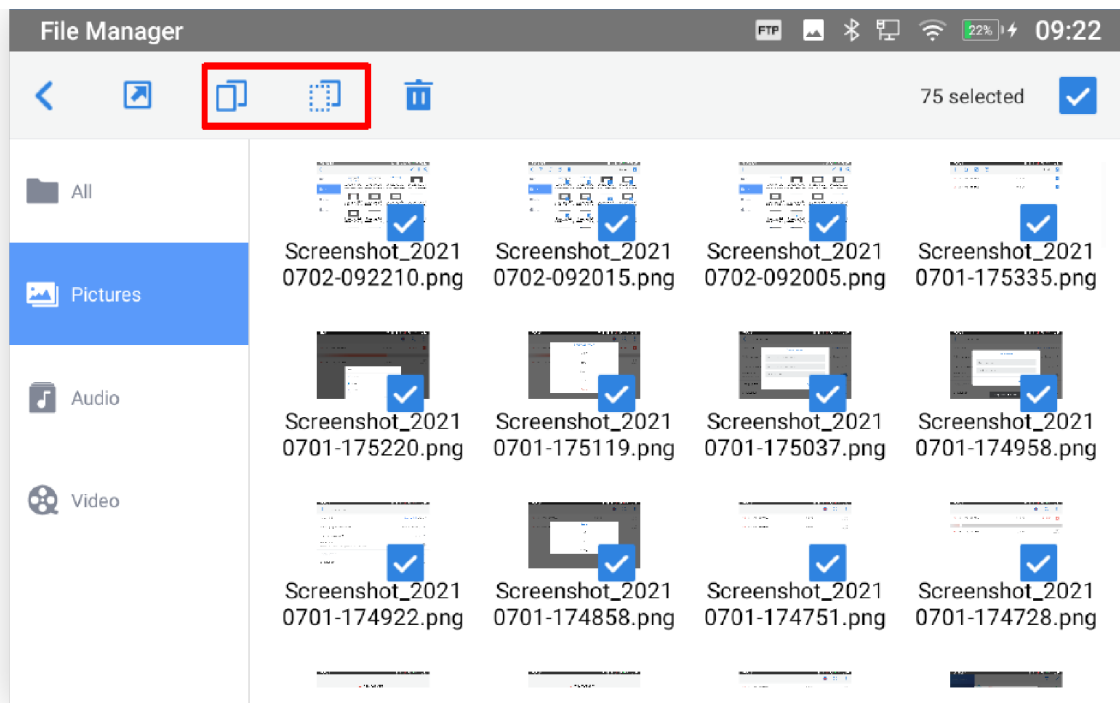 File Manager
FTP
22%
09:22
75 selected
All
Pictures
Audio
Video
Screenshot_2021
0702-092210.png
Screenshot_2021
0702-092015.png
Screenshot_2021
0702-092005.png
Screenshot_2021
0701-175335.png
Screenshot_2021
0701-175220.png
Screenshot_2021
0701-175119.png
Screenshot_2021
0701-175037.png
Screenshot_2021
0701-174958.png
Screenshot_2021
0701-174922.png
Screenshot_2021
0701-174858.png
Screenshot_2021
0701-174751.png
Screenshot_2021
0701-174728.png